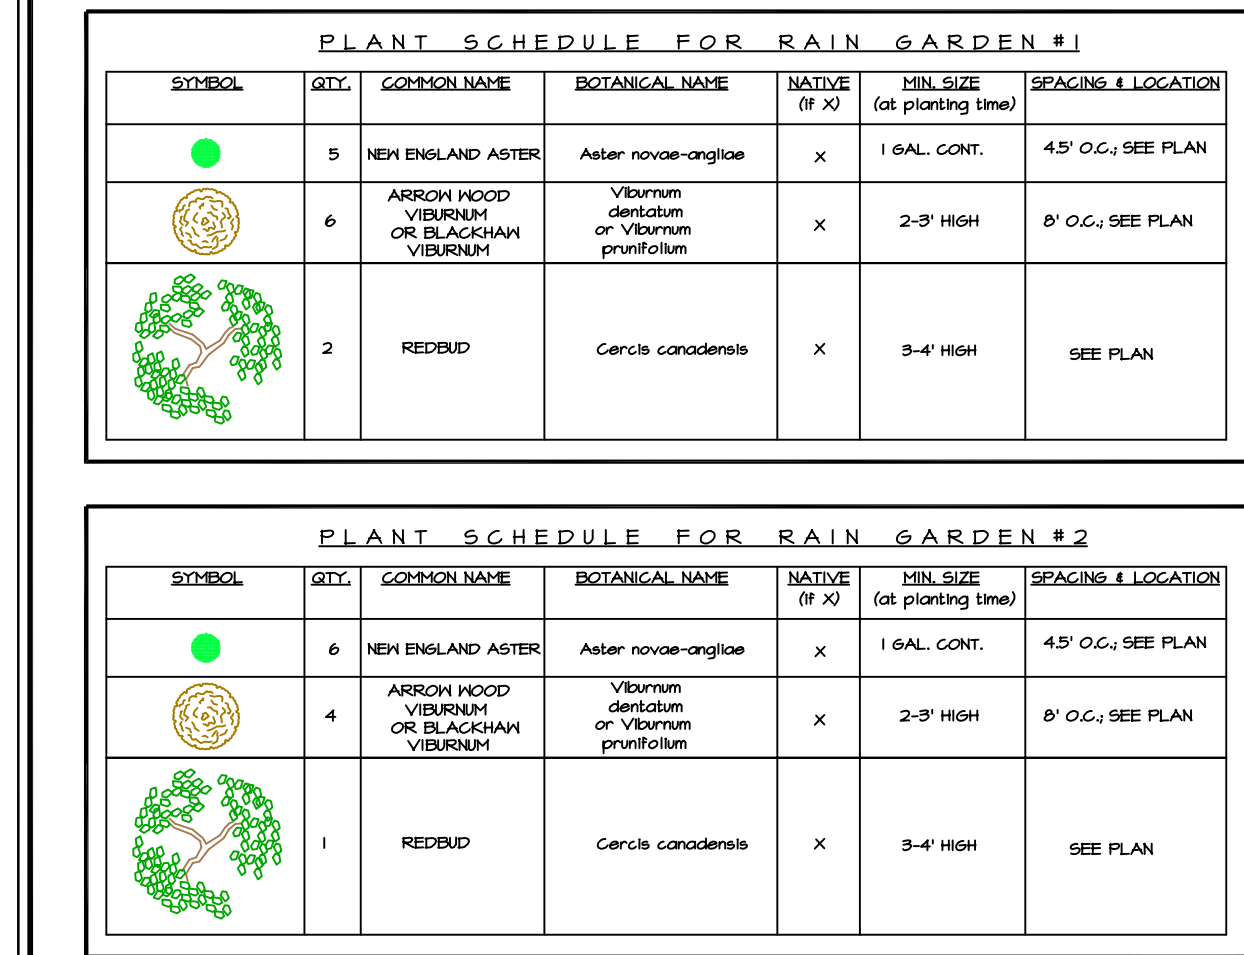 PLANT SCHEDULE FOR RAIN GARDEN #1
SYMBOL QTY. COMMON NAME BOTANICAL NAME NATIVE MIN. SIZE SPACING & LOCATION
(if X) (at planting time)
5 NEW ENGLAND ASTER Aster novae-angliae X 1 GAL. CONT. 4.5' O.C.; SEE PLAN
ARROW WOOD Viburnum
VIBURNUM dentatum
6 OR BLACKHAW or Viburnum X 2-3' HIGH 8' O.C.; SEE PLAN
VIBURNUM prunifolium
2 REDBUD Cercis canadensis X 3-4' HIGH SEE PLAN
PLANT SCHEDULE FOR RAIN GARDEN #2
SYMBOL QTY. COMMON NAME BOTANICAL NAME NATIVE MIN. SIZE SPACING & LOCATION
(if X) (at planting time)
6 NEW ENGLAND ASTER Aster novae-angliae X 1 GAL. CONT. 4.5' O.C.; SEE PLAN
ARROW WOOD Viburnum
VIBURNUM dentatum
4 OR BLACKHAW or Viburnum X 2-3' HIGH 8' O.C.; SEE PLAN
VIBURNUM prunifolium
1 REDBUD Cercis canadensis X 3-4' HIGH SEE PLAN